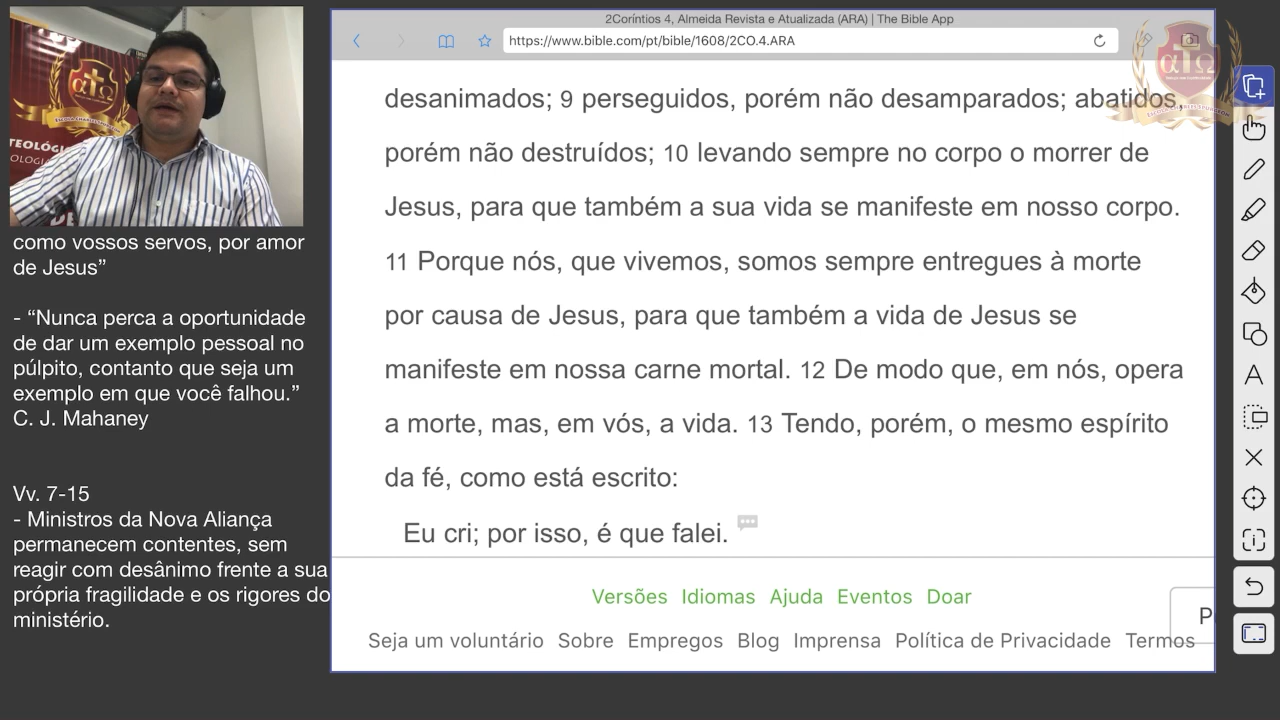 2Coríntios 4, Almeida Revista e Atualizada (ARA) | The Bible App
https://www.bible.com/pt/bible/1608/2CO.4.ARA
desanimados; 9 perseguidos, porém não desamparados; abatidos,
porém não destruídos; 10 levando sempre no corpo o morrer de
Jesus, para que também a sua vida se manifeste em nosso corpo.
11 Porque nós, que vivemos, somos sempre entregues à morte
por causa de Jesus, para que também a vida de Jesus se
manifeste em nossa carne mortal. 12 De modo que, em nós, opera
a morte, mas, em vós, a vida. 13 Tendo, porém, o mesmo espírito
da fé, como está escrito:
Eu cri; por isso, é que falei.
Versões Idiomas Ajuda Eventos Doar
Seja um voluntário Sobre Empregos Blog Imprensa Política de Privacidade Termos
como vossos servos, por amor
de Jesus”
- “Nunca perca a oportunidade
de dar um exemplo pessoal no
púlpito, contanto que seja um
exemplo em que você falhou.”
C. J. Mahaney
Vv. 7-15
- Ministros da Nova Aliança
permanecem contentes, sem
reagir com desânimo frente a sua
própria fragilidade e os rigores do
ministério.